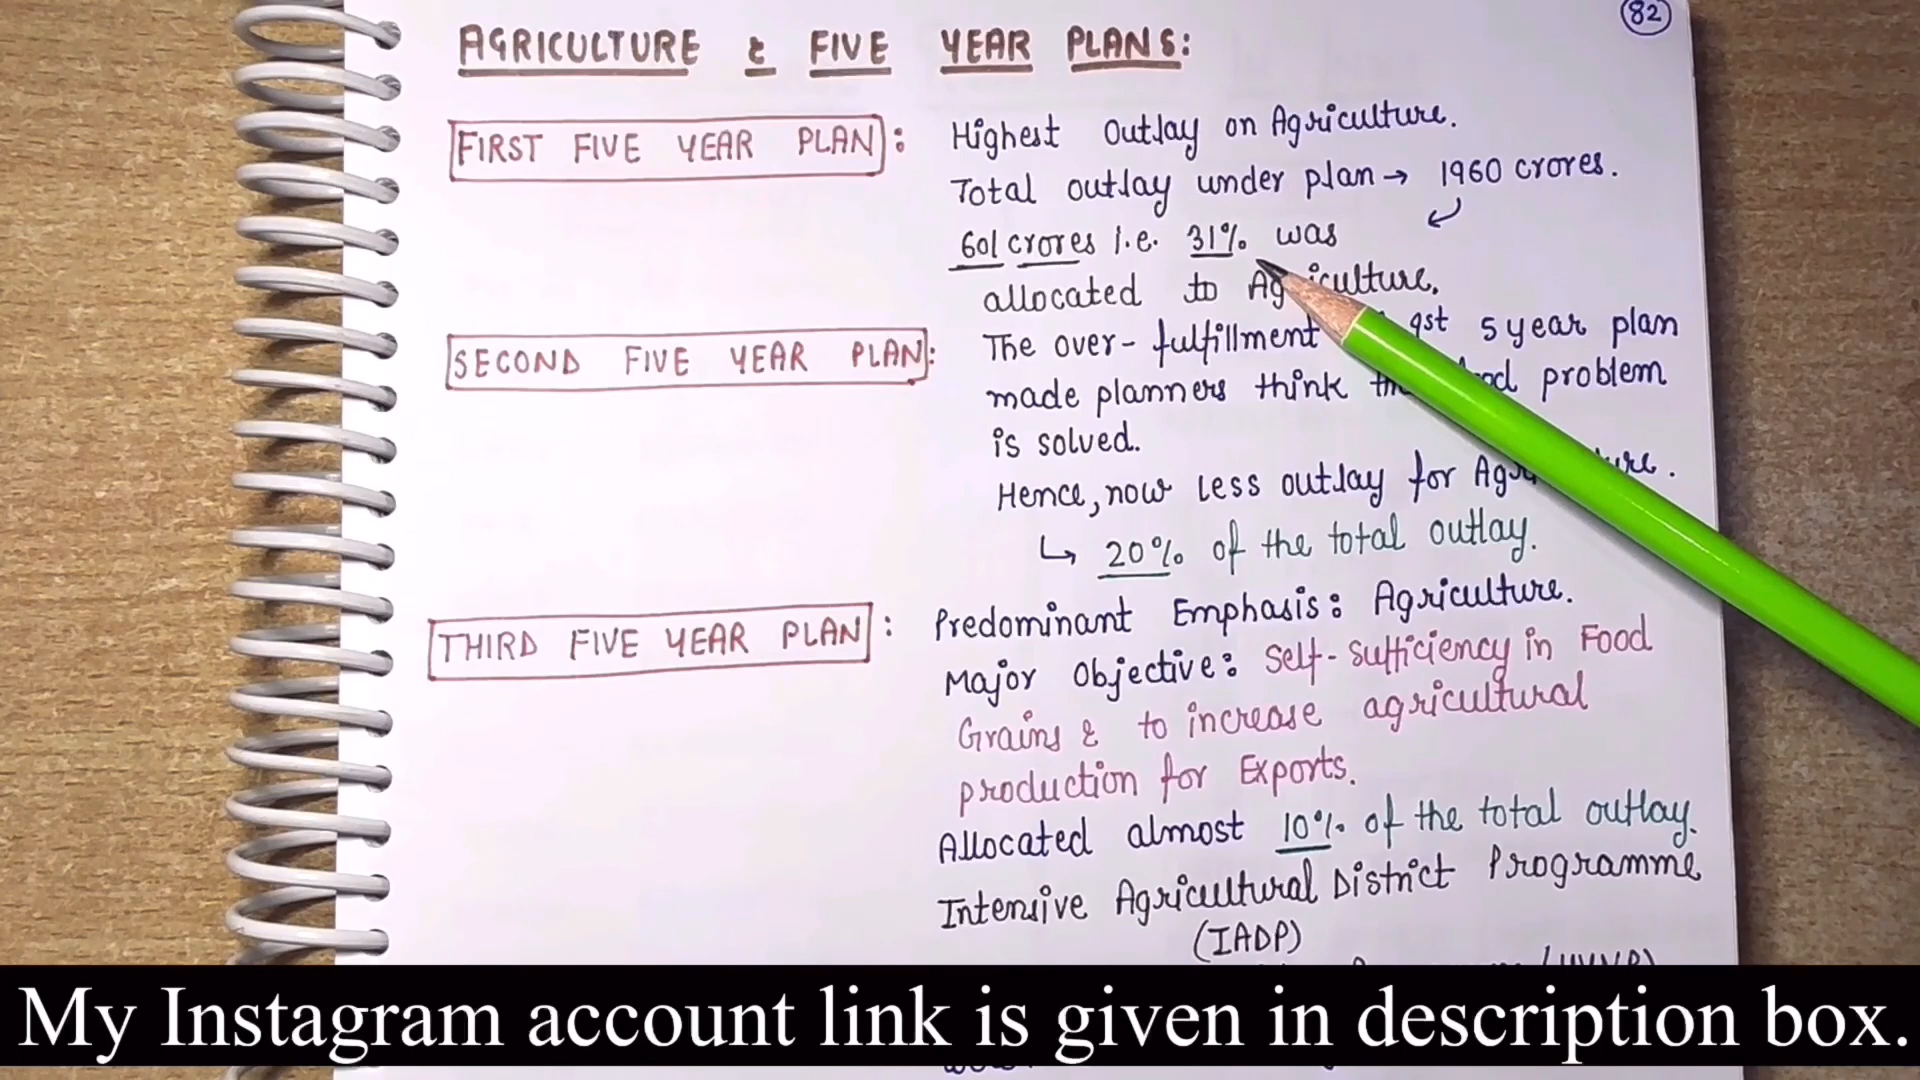 82
AGRICULTURE & FIVE YEAR PLANS:
FIRST FIVE YEAR PLAN: Highest Outlay on Agriculture.
Total outlay under plan → 1960 crores.
601 crores i.e. 31% was
allocated to Agriculture.
SECOND FIVE YEAR PLAN: The over-fulfillment 1st 5 year plan
made planners think problem
is solved.
Hence, now less outlay for
↳ 20% of the total outlay.
THIRD FIVE YEAR PLAN: Predominant Emphasis: Agriculture.
Major Objective: Self-sufficiency in Food
Grains & to increase agricultural
production for Exports.
Allocated almost 10% of the total outlay.
Intensive Agricultural District Programme
(IADP)
My Instagram account link is given in description box.